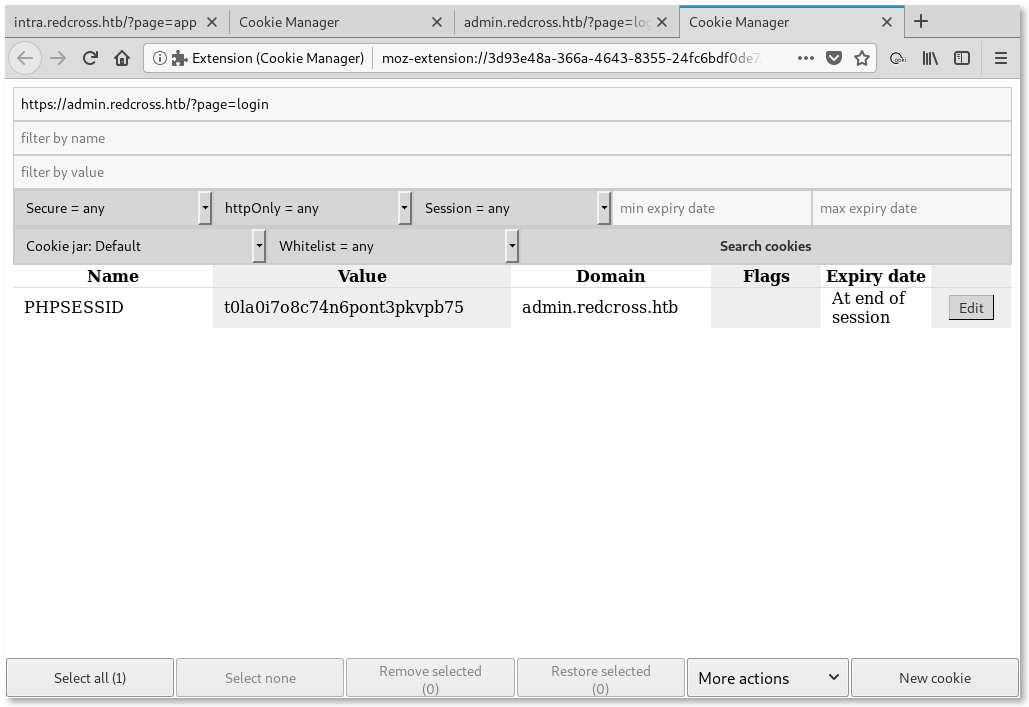 intra.redcross.htb/?page=app Cookie Manager admin.redcross.htb/?page=log Cookie Manager
Extension (Cookie Manager) moz-extension://3d93e48a-366a-4643-8355-24fc6bdf0de7
https://admin.redcross.htb/?page=login
filter by name
filter by value
Secure = any httpOnly = any Session = any min expiry date max expiry date
Cookie jar: Default Whitelist = any Search cookies
Name Value Domain Flags Expiry date
PHPSESSID t0la0i7o8c74n6pont3pkvpb75 admin.redcross.htb At end of
session Edit
Select all (1) Select none Remove selected
(0) Restore selected
(0) More actions New cookie